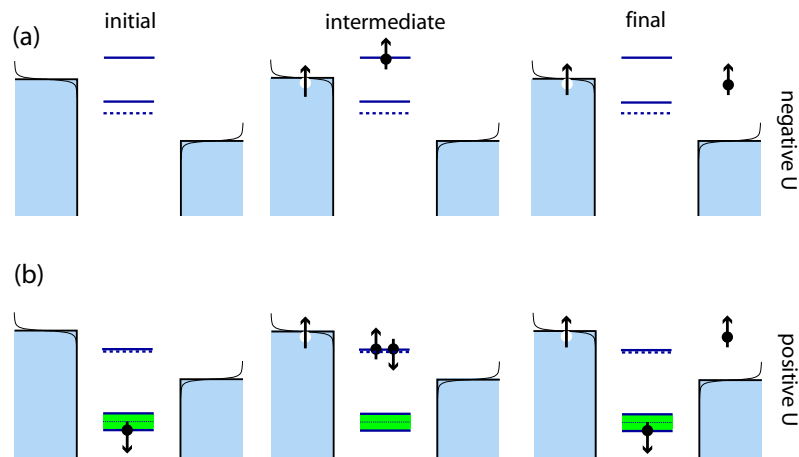 initial
intermediate
final
(a)
negative U
(b)
positive U